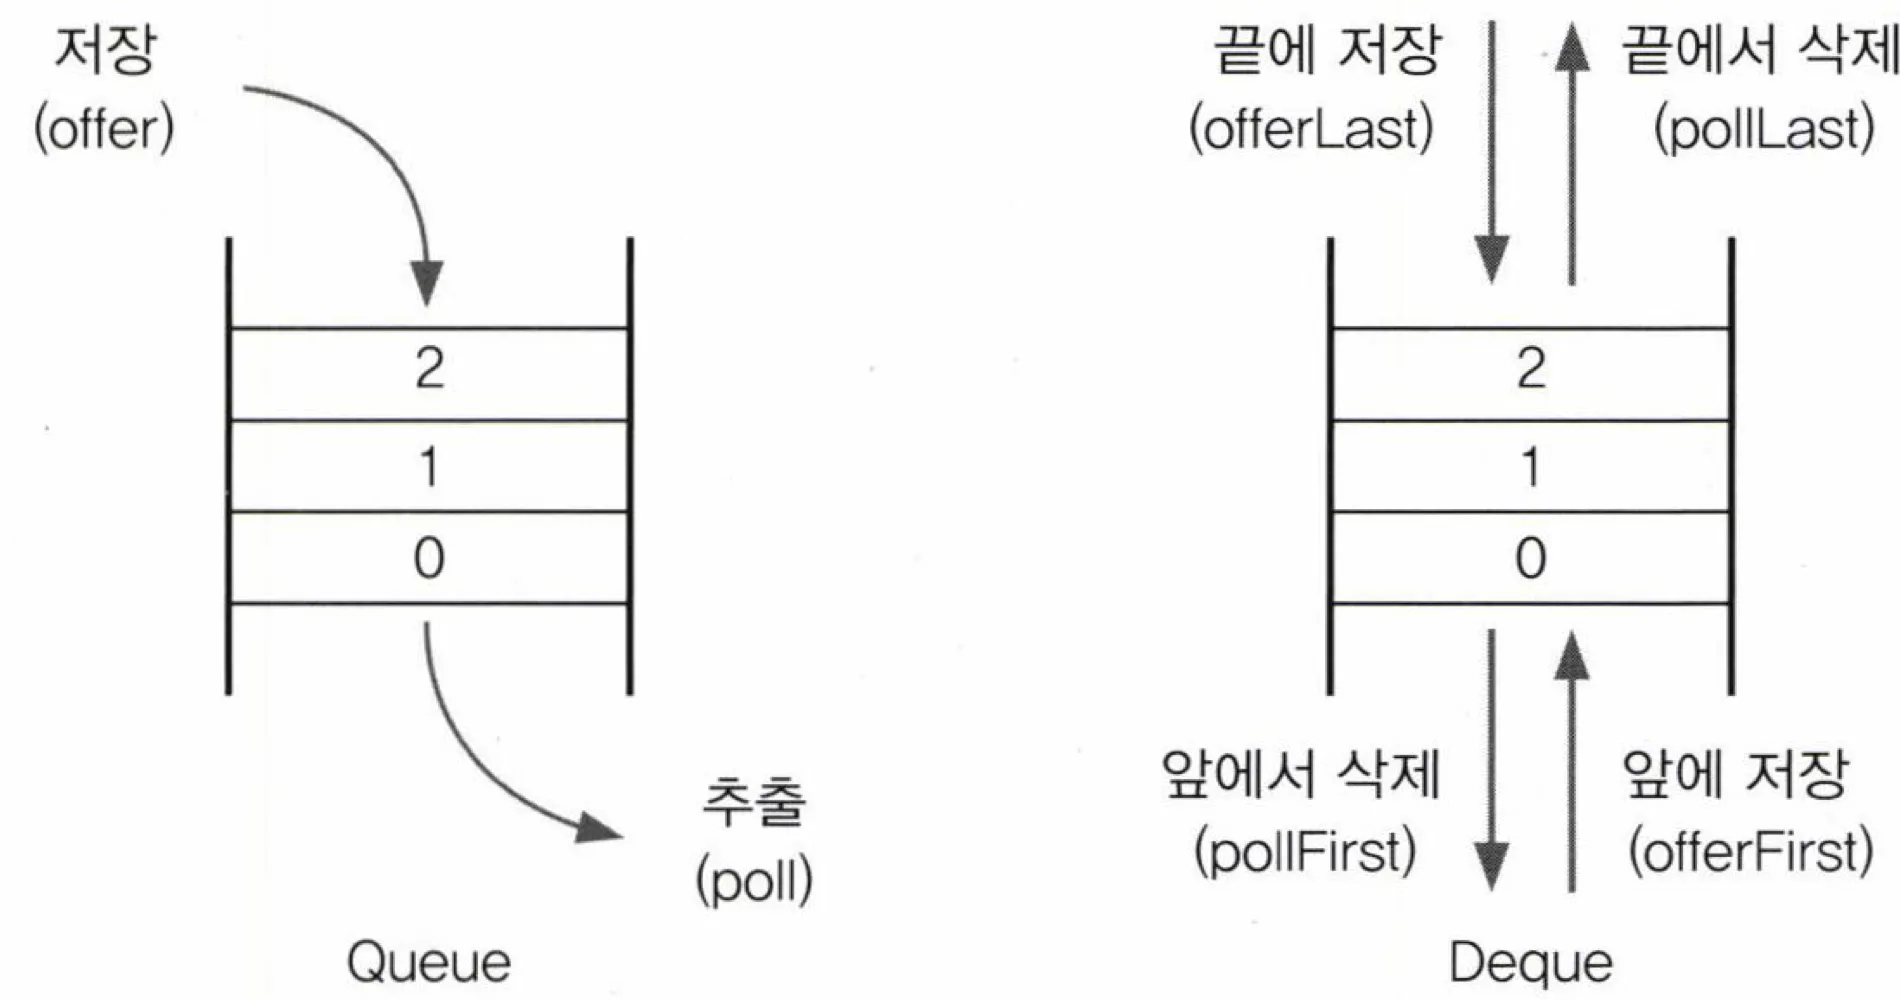 저장
(offer)
2
1
0
추출
(poll)
Queue
끝에 저장
(offerLast)
끝에서 삭제
(pollLast)
2
1
0
앞에서 삭제
(pollFirst)
앞에 저장
(offerFirst)
Deque